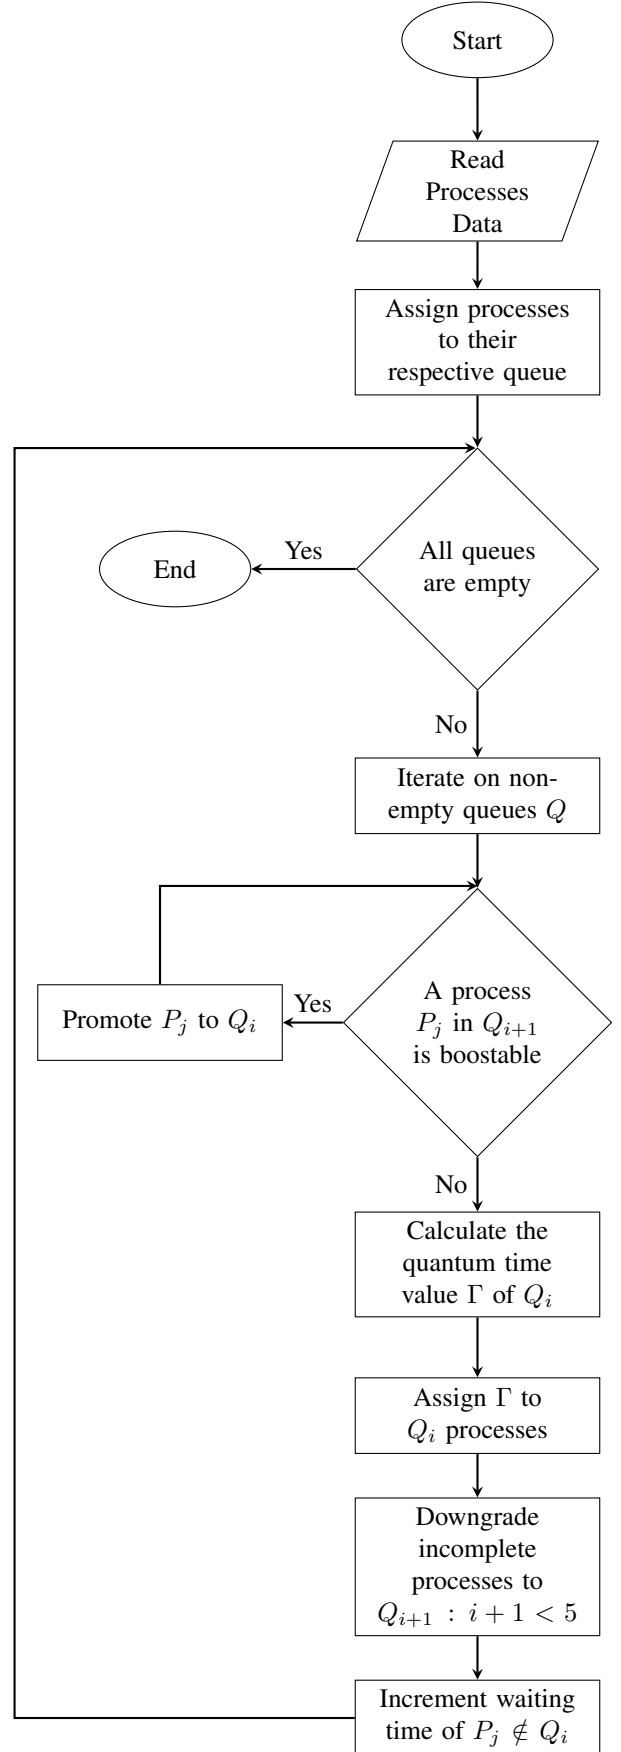 Start
Read
Processes
Data
Assign processes
to their
respective queue
All queues
are empty
Yes
End
No
Iterate on non-
empty queues Q
A process
P_j in Q_{i+1}
is boostable
Yes
Promote P_j to Q_i
No
Calculate the
quantum time
value Γ of Q_i
Assign Γ to
Q_i processes
Downgrade
incomplete
processes to
Q_{i+1} : i + 1 < 5
Increment waiting
time of P_j ∉ Q_i